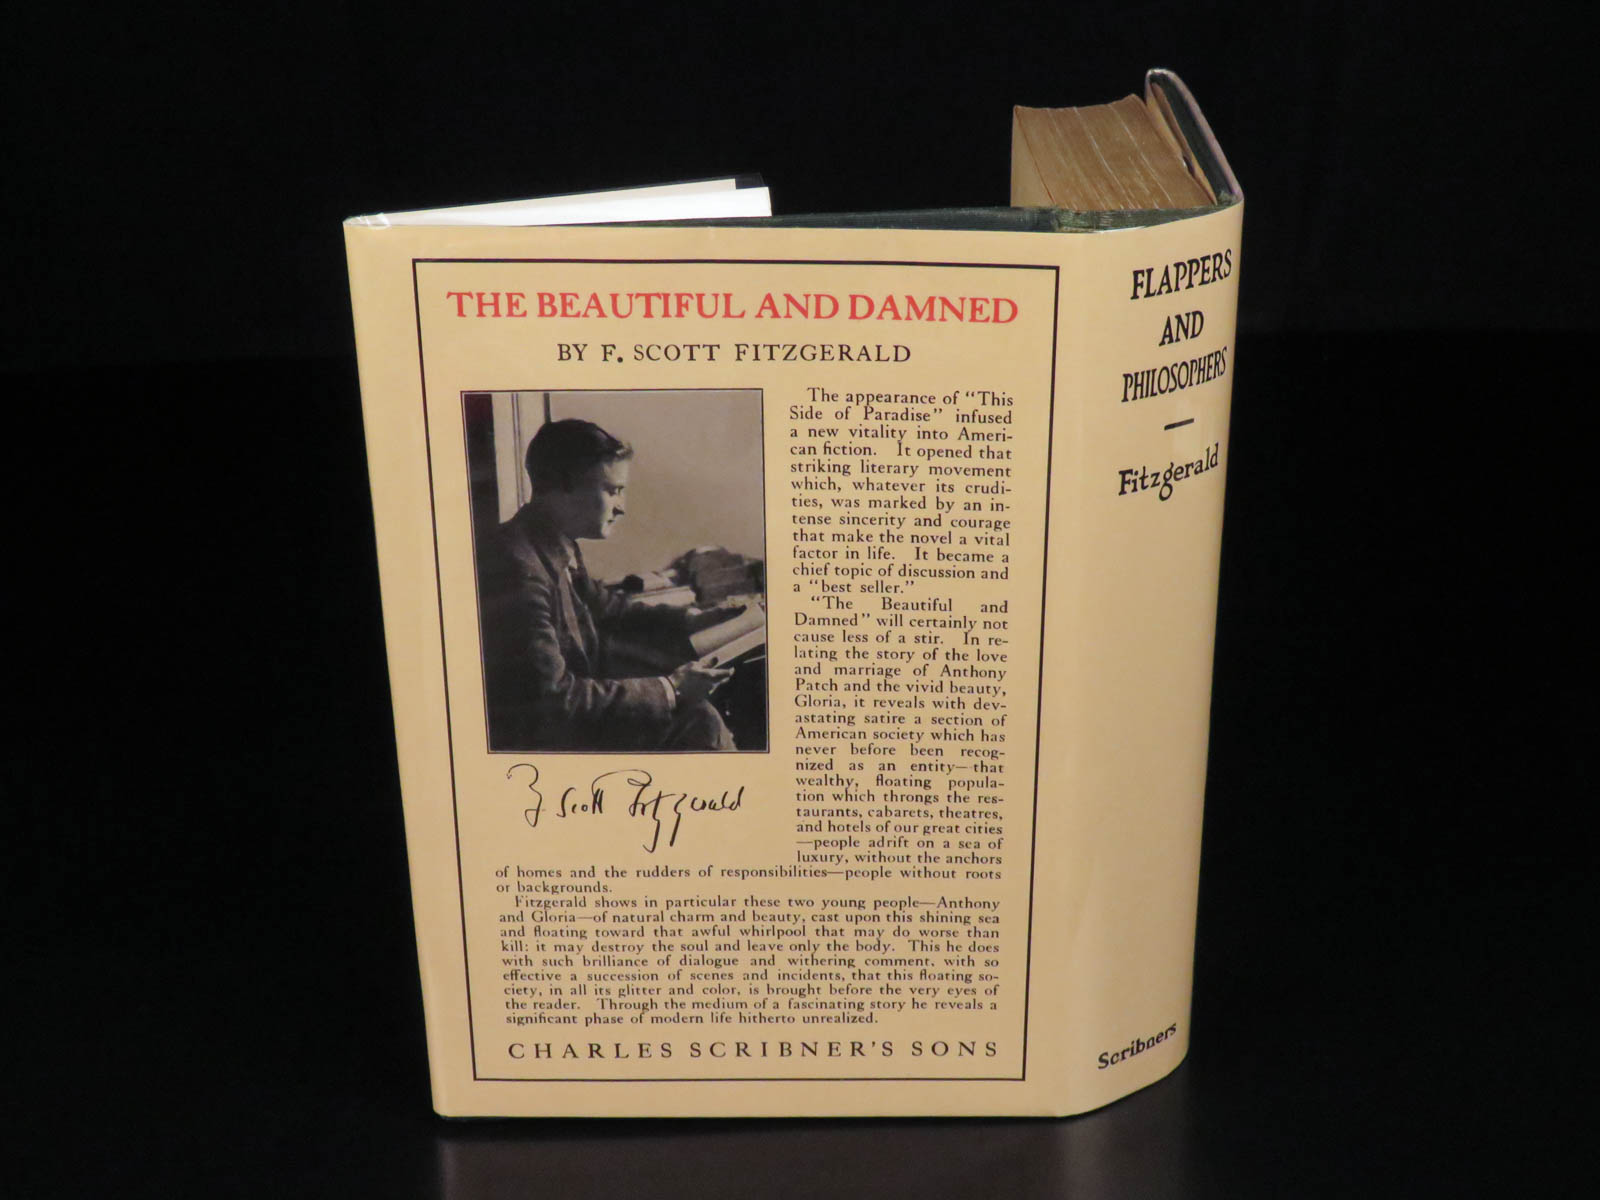 THE BEAUTIFUL AND DAMNED
BY F. SCOTT FITZGERALD
The appearance of "This
Side of Paradise" infused
a new vitality into Ameri-
can fiction. It opened that
striking literary movement
which, whatever its crudi-
ties, was marked by an in-
tense sincerity and courage
that make the novel a vital
factor in life. It became a
chief topic of discussion and
a "best seller."
"The Beautiful and
Damned" will certainly not
cause less of a stir. In re-
lating the story of the love
and marriage of Anthony
Patch and the vivid beauty,
Gloria, it reveals with dev-
astating satire a section of
American society which has
never before been recog-
nized as an entity—that
wealthy, floating popula-
tion which throngs the res-
taurants, cabarets, theatres,
and hotels of our great cities
—people adrift on a sea of
luxury, without the anchors
of homes and the rudders of responsibilities—people without roots
or backgrounds.
Fitzgerald shows in particular these two young people—Anthony
and Gloria—of natural charm and beauty, cast upon this shining sea
and floating toward that awful whirlpool that may do worse than
kill: it may destroy the soul and leave only the body. This he does
with such brilliance of dialogue and withering comment, with so
effective a succession of scenes and incidents, that this floating so-
ciety, in all its glitter and color, is brought before the very eyes of
the reader. Through the medium of a fascinating story he reveals a
significant phase of modern life hitherto unrealized.
F Scott Fitzgerald
CHARLES SCRIBNER'S SONS
FLAPPERS
AND
PHILOSOPHERS
—
Fitzgerald
Scribners